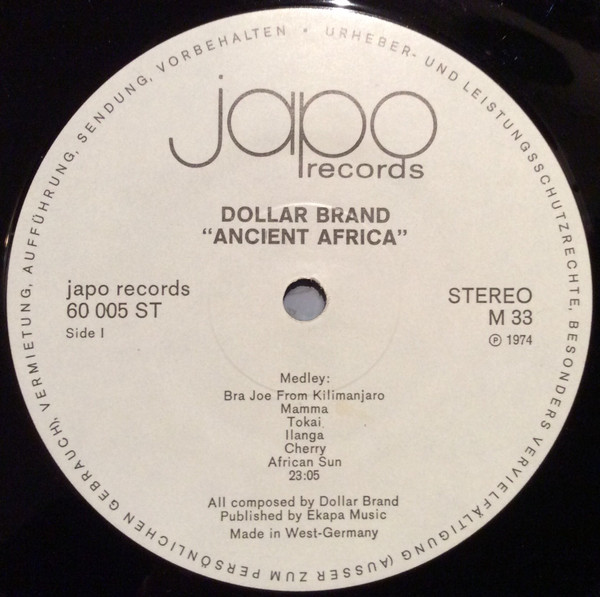 URHEBER- UND LEISTUNGSSCHUTZRECHTE, BESONDERS VERVIELFÄLTIGUNG (AUSSER ZUM PERSÖNLICHEN GEBRAUCH), VERMIETUNG, AUFFÜHRUNG, SENDUNG, VORBEHALTEN •
japo
records
DOLLAR BRAND
“ANCIENT AFRICA”
japo records
60 005 ST
Side I
STEREO
M 33
Ⓟ 1974
Medley:
Bra Joe From Kilimanjaro
Mamma
Tokai
Ilanga
Cherry
African Sun
23:05
All composed by Dollar Brand
Published by Ekapa Music
Made in West-Germany